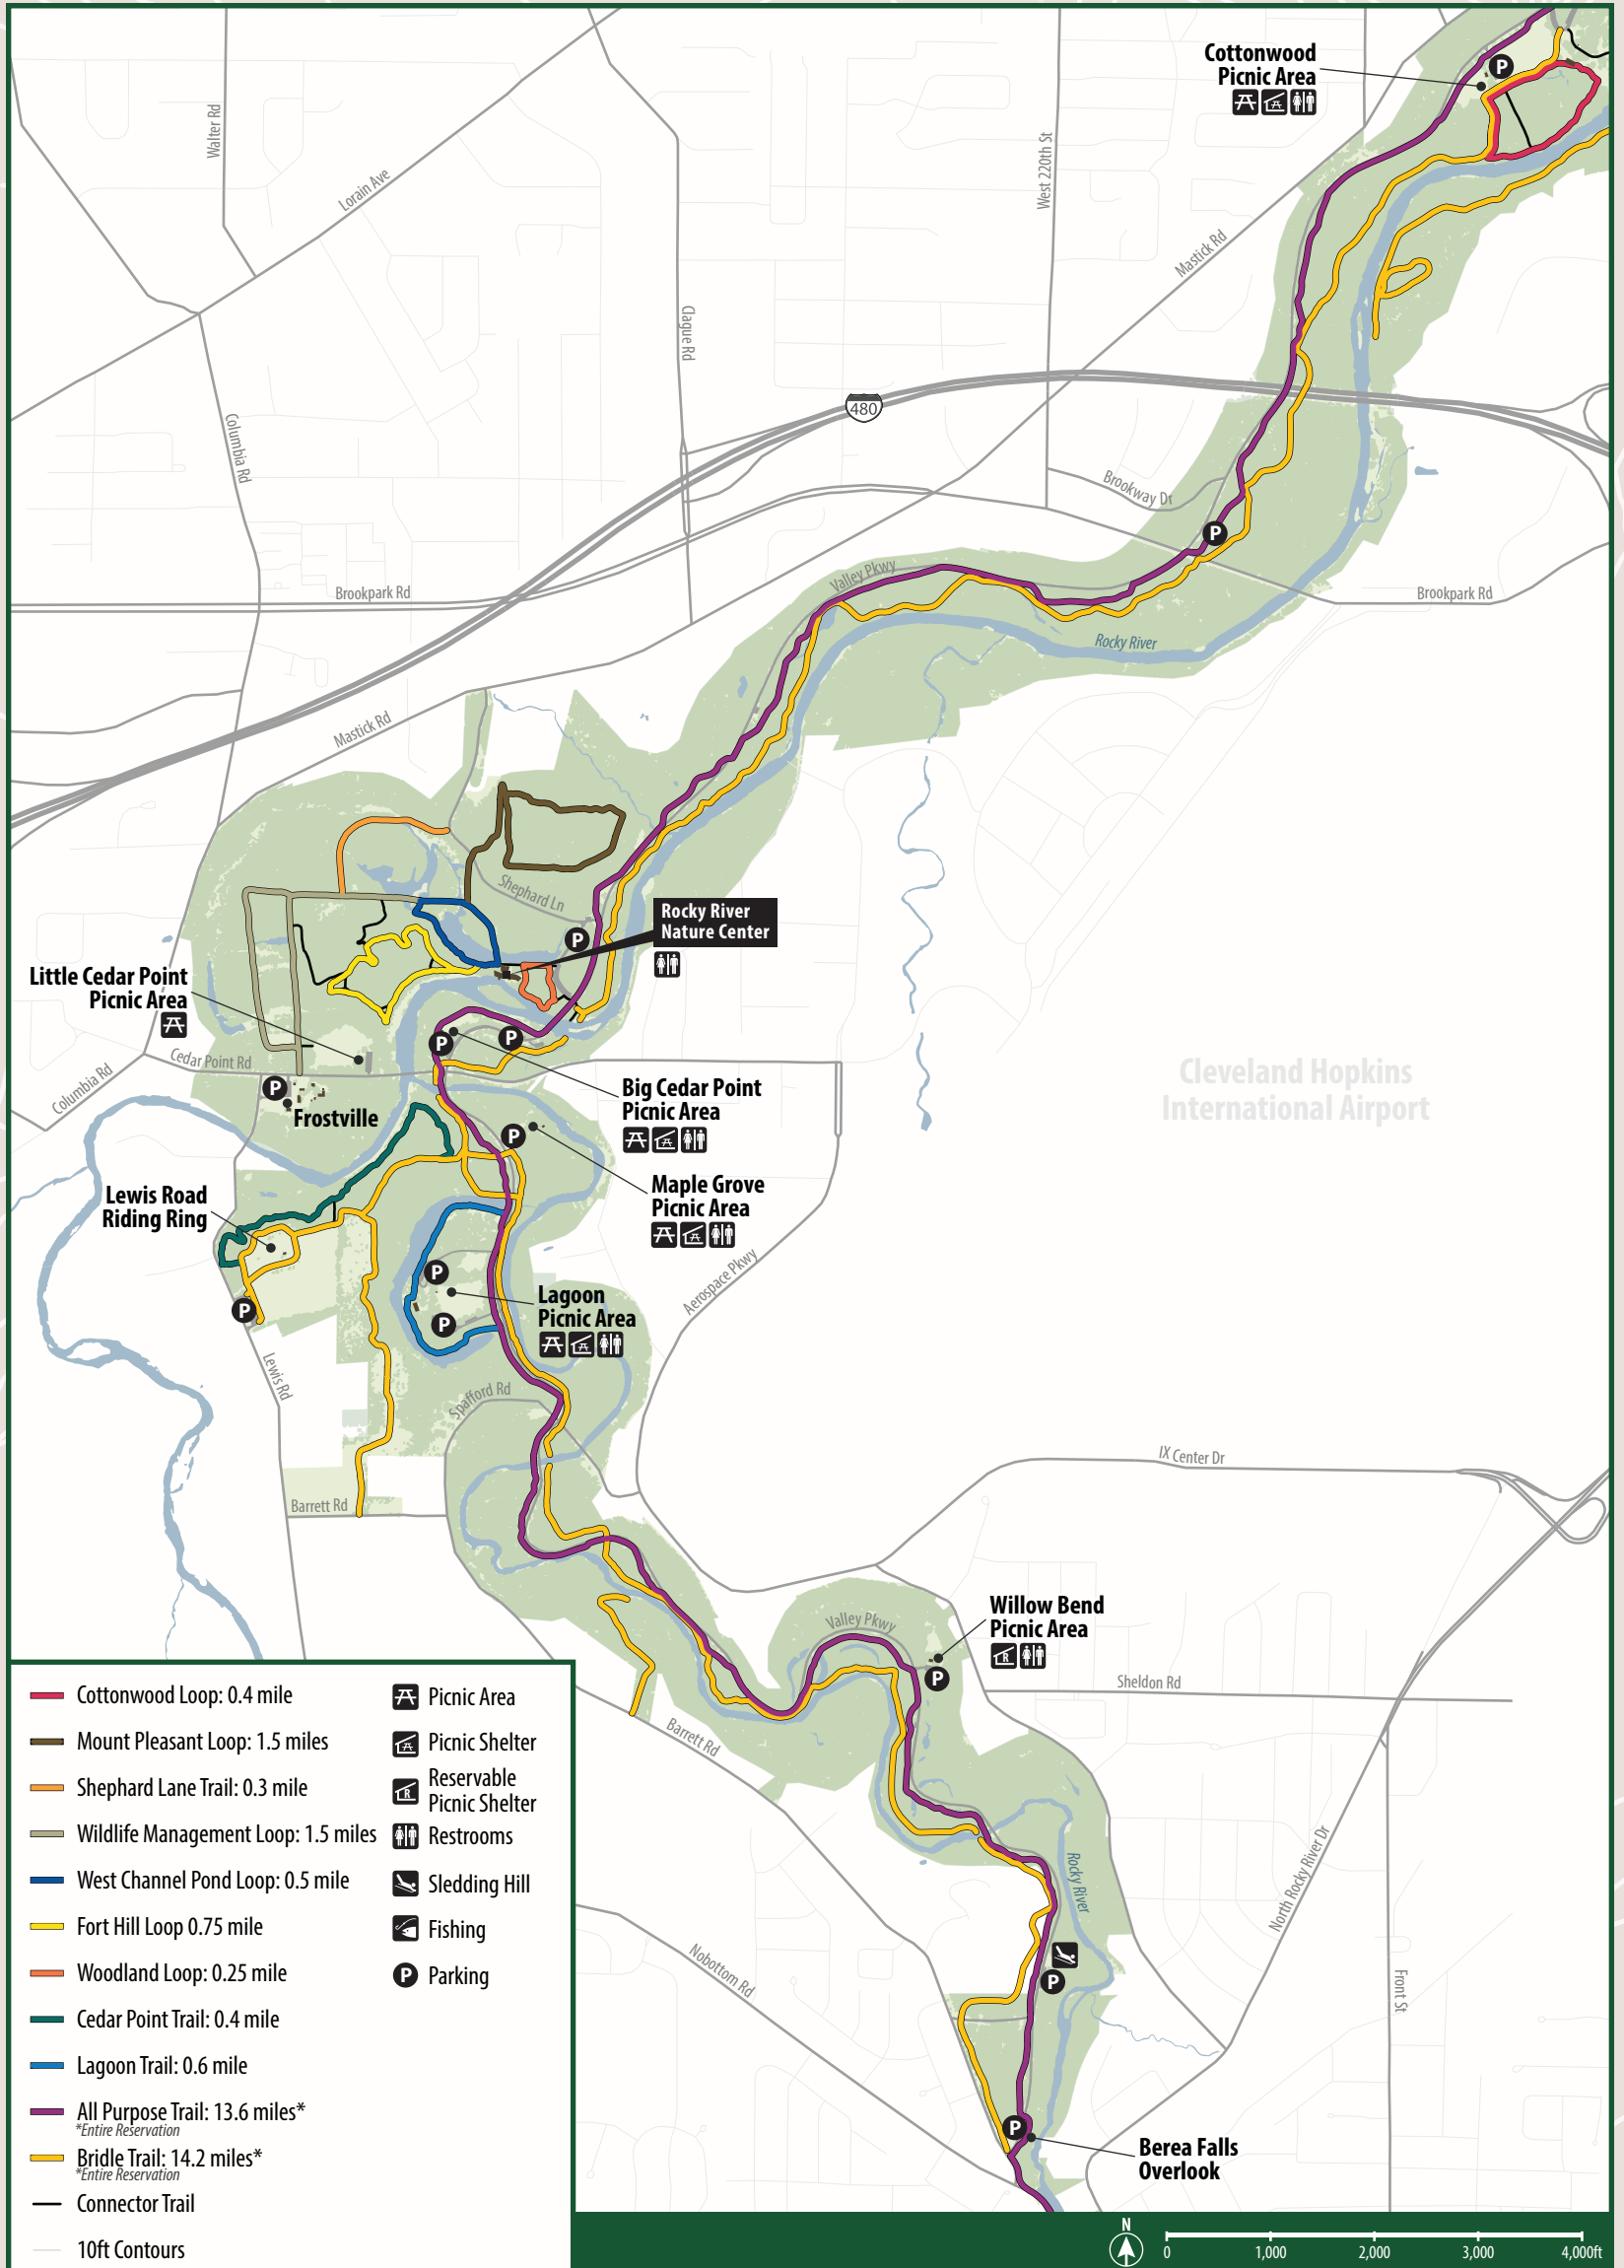 Cottonwood
Picnic Area
P
Walter Rd
Lorain Ave
West 220th St
Mastick Rd
Clague Rd
480
Columbia Rd
Brookway Dr
P
Valley Pkwy
Brookpark Rd
Brookpark Rd
Rocky River
Mastick Rd
Shephard Ln
Rocky River
Nature Center
P
Little Cedar Point
Picnic Area
Cedar Point Rd
Columbia Rd
P
P
P
Frostville
Cleveland Hopkins
International Airport
Big Cedar Point
Picnic Area
P
Maple Grove
Picnic Area
Lewis Road
Riding Ring
Aerospace Pkwy
P
Lagoon
Picnic Area
P
P
Lewis Rd
Spafford Rd
IX Center Dr
Barrett Rd
Willow Bend
Picnic Area
R
Valley Pkwy
P
Sheldon Rd
Barrett Rd
Rocky River
North Rocky River Dr
Nobottom Rd
P
Front St
P
Berea Falls
Overlook
Cottonwood Loop: 0.4 mile
Mount Pleasant Loop: 1.5 miles
Shephard Lane Trail: 0.3 mile
Wildlife Management Loop: 1.5 miles
West Channel Pond Loop: 0.5 mile
Fort Hill Loop 0.75 mile
Woodland Loop: 0.25 mile
Cedar Point Trail: 0.4 mile
Lagoon Trail: 0.6 mile
All Purpose Trail: 13.6 miles*
*Entire Reservation
Bridle Trail: 14.2 miles*
*Entire Reservation
Connector Trail
10ft Contours
Picnic Area
Picnic Shelter
R
Reservable
Picnic Shelter
Restrooms
Sledding Hill
Fishing
P
Parking
N
0 1,000 2,000 3,000 4,000ft